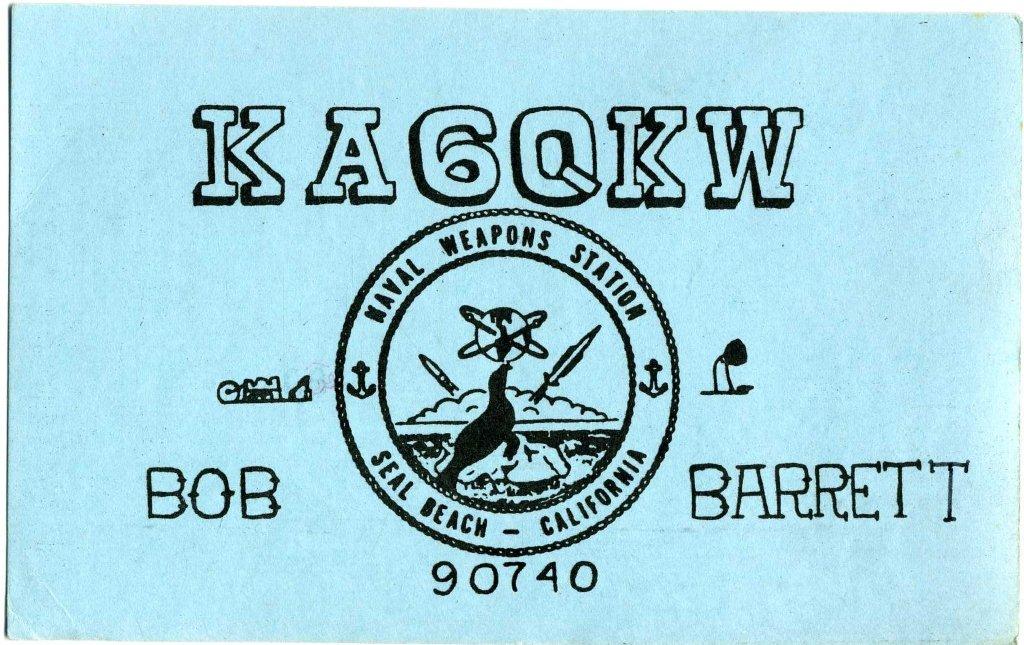 KA6QKW
NAVAL WEAPONS STATION
SEAL BEACH – CALIFORNIA
BOB BARRETT
90740